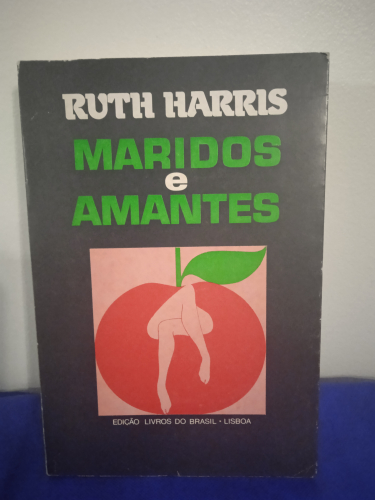 RUTH HARRIS
MARIDOS
e
AMANTES
EDIÇÃO LIVROS DO BRASIL - LISBOA